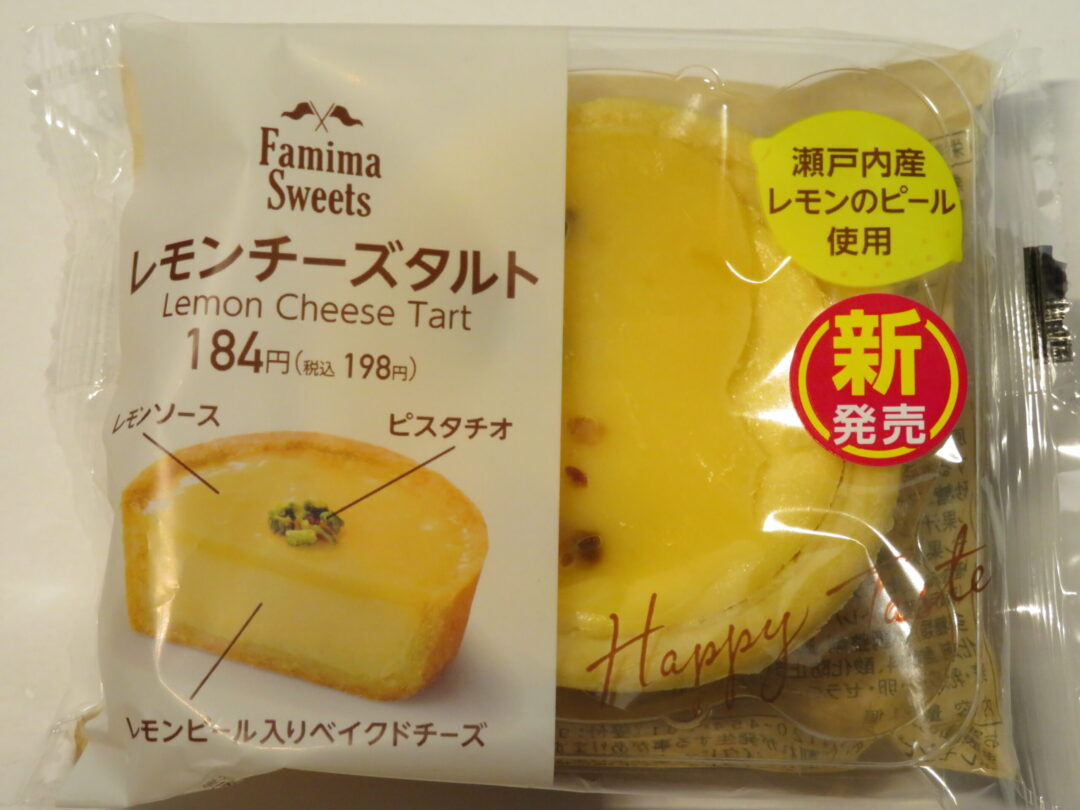 Famima
Sweets
レモンチーズタルト
Lemon Cheese Tart
184円(税込 198円)
レモンソース
ピスタチオ
レモンピール入りベイクドチーズ
瀬戸内産
レモンのピール
使用
新
発売
Happy Taste